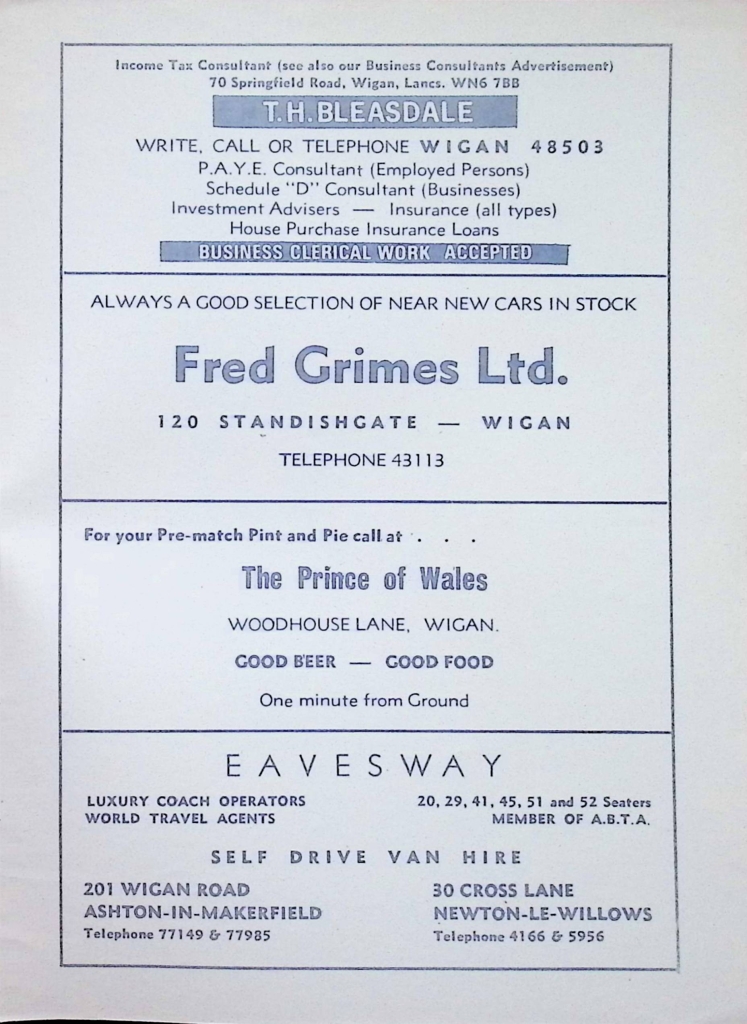 Income Tax Consultant (see also our Business Consultants Advertisement)
70 Springfield Road, Wigan, Lancs. WN6 7BB
T.H.BLEASDALE
WRITE, CALL OR TELEPHONE WIGAN 48503
P.A.Y.E. Consultant (Employed Persons)
Schedule "D" Consultant (Businesses)
Investment Advisers — Insurance (all types)
House Purchase Insurance Loans
BUSINESS CLERICAL WORK ACCEPTED
ALWAYS A GOOD SELECTION OF NEAR NEW CARS IN STOCK
Fred Grimes Ltd.
120 STANDISHGATE — WIGAN
TELEPHONE 43113
For your Pre-match Pint and Pie call at . . .
The Prince of Wales
WOODHOUSE LANE, WIGAN.
GOOD BEER — GOOD FOOD
One minute from Ground
EAVESWAY
LUXURY COACH OPERATORS 20, 29, 41, 45, 51 and 52 Seaters
WORLD TRAVEL AGENTS MEMBER OF A.B.T.A.
SELF DRIVE VAN HIRE
201 WIGAN ROAD 30 CROSS LANE
ASHTON-IN-MAKERFIELD NEWTON-LE-WILLOWS
Telephone 77149 & 77985 Telephone 4166 & 5956